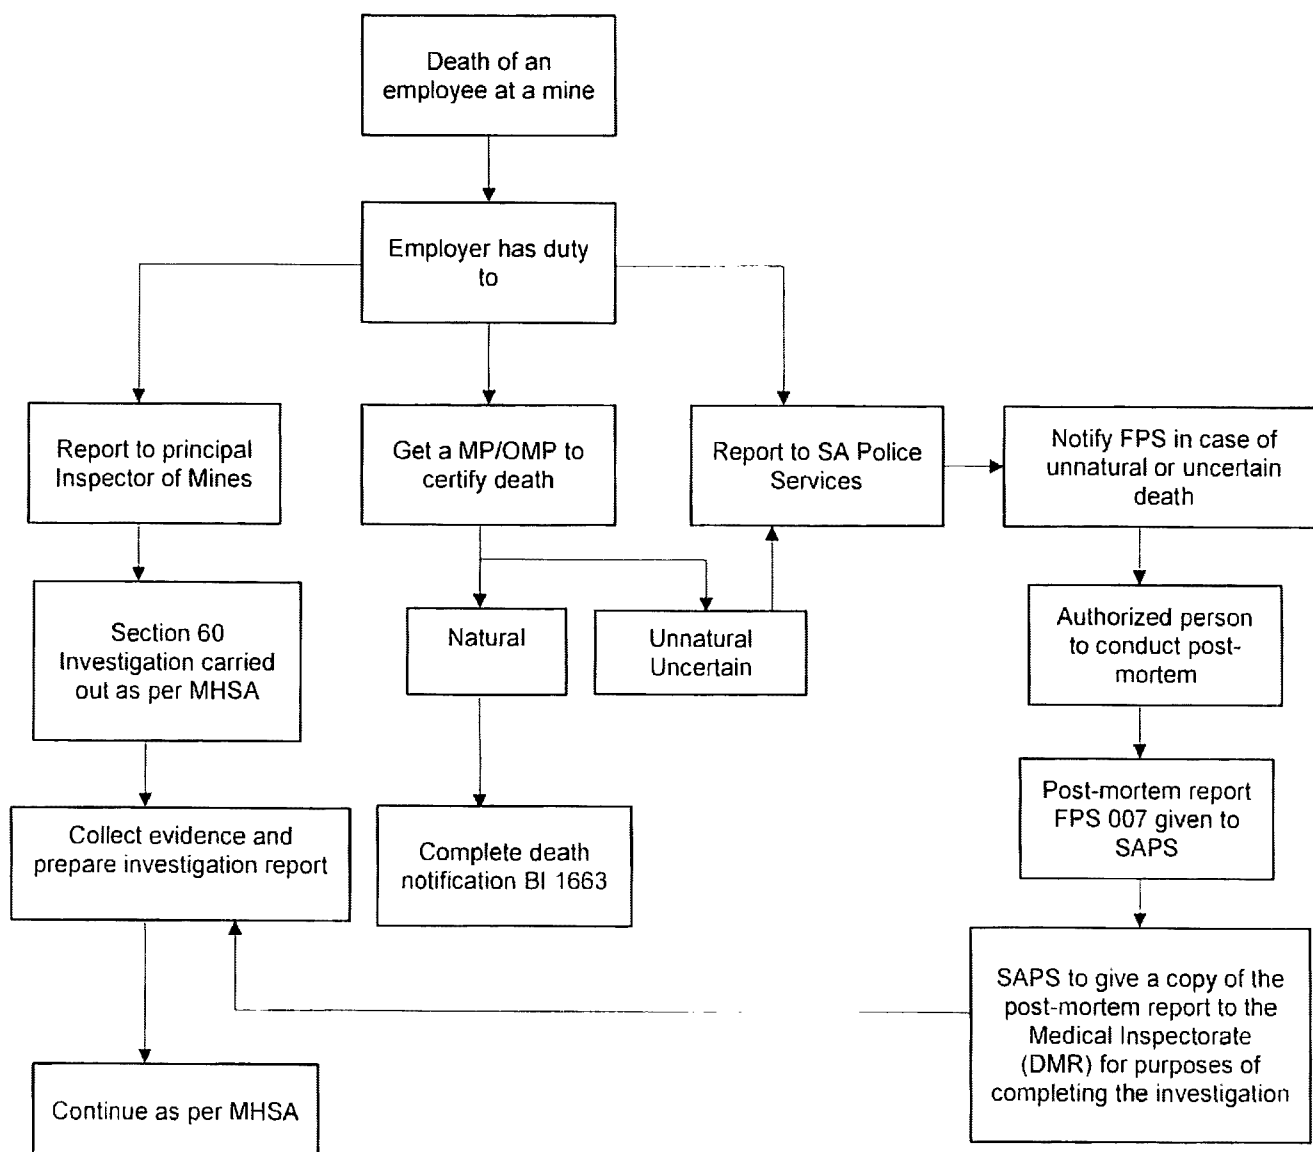 Death of an
employee at a mine
Employer has duty
to
Report to principal
Inspector of Mines
Get a MP/OMP to
certify death
Report to SA Police
Services
Notify FPS in case of
unnatural or uncertain
death
Section 60
Investigation carried
out as per MHSA
Natural
Unnatural
Uncertain
Authorized person
to conduct post-
mortem
Collect evidence and
prepare investigation report
Complete death
notification BI 1663
Post-mortem report
FPS 007 given to
SAPS
SAPS to give a copy of the
post-mortem report to the
Medical Inspectorate
(DMR) for purposes of
completing the investigation
Continue as per MHSA